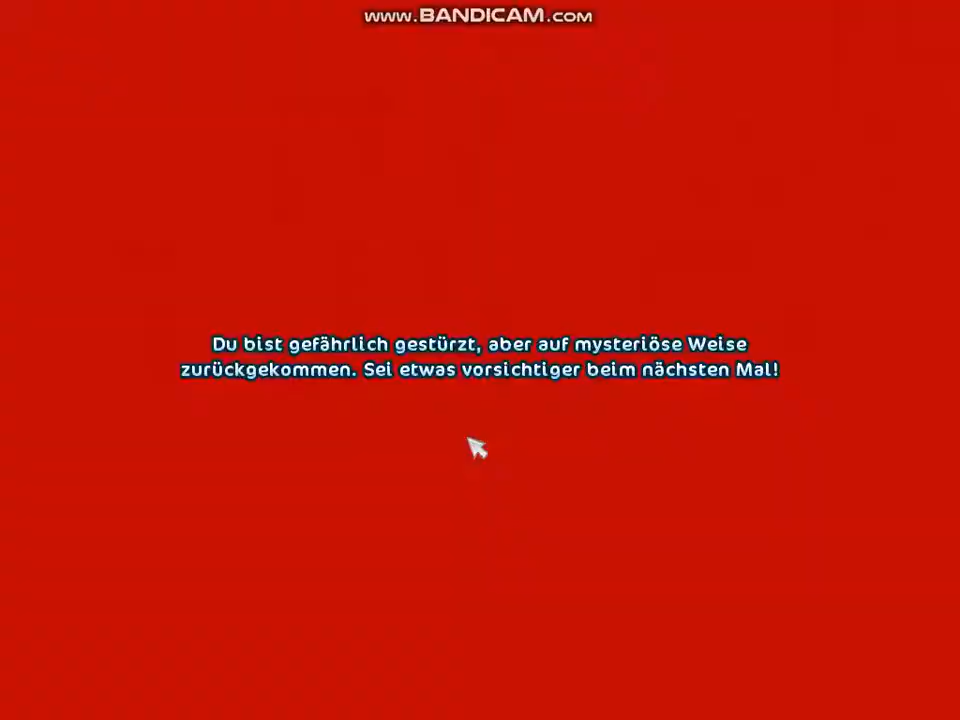 www.BANDICAM.com
Du bist gefährlich gestürzt, aber auf mysteriöse Weise
zurückgekommen. Sei etwas vorsichtiger beim nächsten Mal!